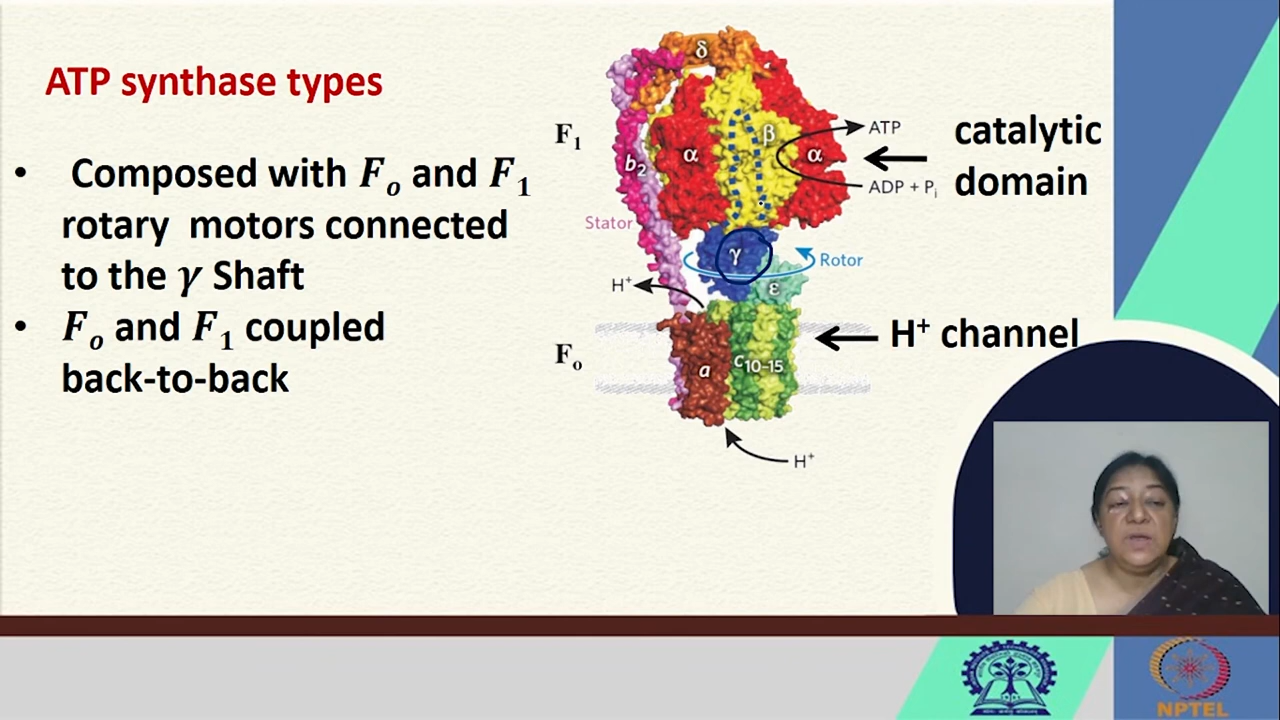 ATP synthase types
• Composed with Fₒ and F₁
rotary motors connected
to the γ Shaft
• Fₒ and F₁ coupled
back-to-back
F₁
δ
b₂
α
β
α
ATP
ADP + Pᵢ
catalytic
domain
Stator
γ
Rotor
ε
H⁺
H⁺ channel
Fₒ
a
c₁₀₋₁₅
H⁺
NPTEL